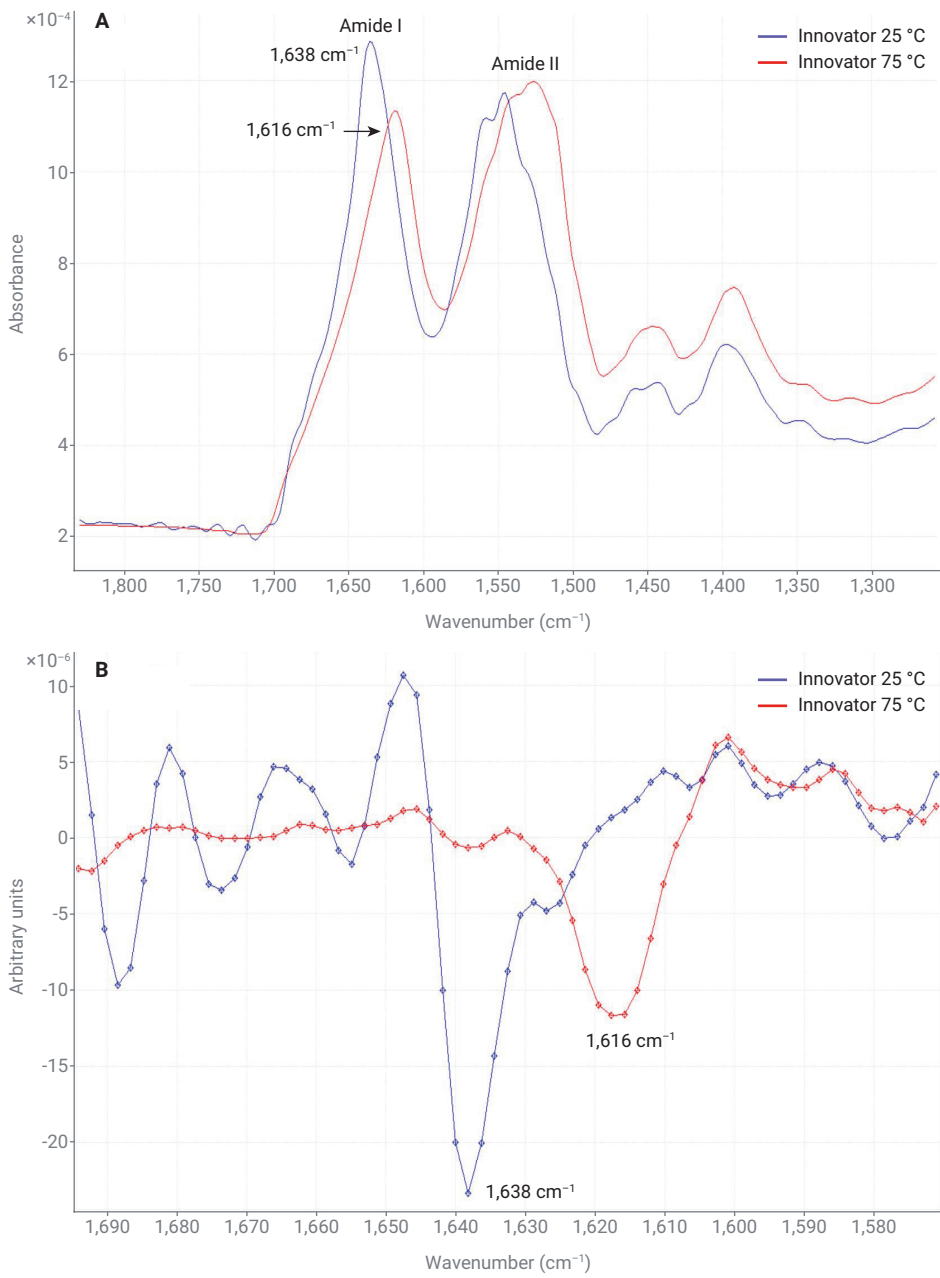 A
×10⁻⁴
Amide I
1,638 cm⁻¹
Amide II
1,616 cm⁻¹
Innovator 25 °C
Innovator 75 °C
12
10
8
6
4
2
Absorbance
1,800
1,750
1,700
1,650
1,600
1,550
1,500
1,450
1,400
1,350
1,300
Wavenumber (cm⁻¹)
B
×10⁻⁶
Innovator 25 °C
Innovator 75 °C
10
5
0
-5
-10
-15
-20
Arbitrary units
1,616 cm⁻¹
1,638 cm⁻¹
1,690
1,680
1,670
1,660
1,650
1,640
1,630
1,620
1,610
1,600
1,590
1,580
Wavenumber (cm⁻¹)